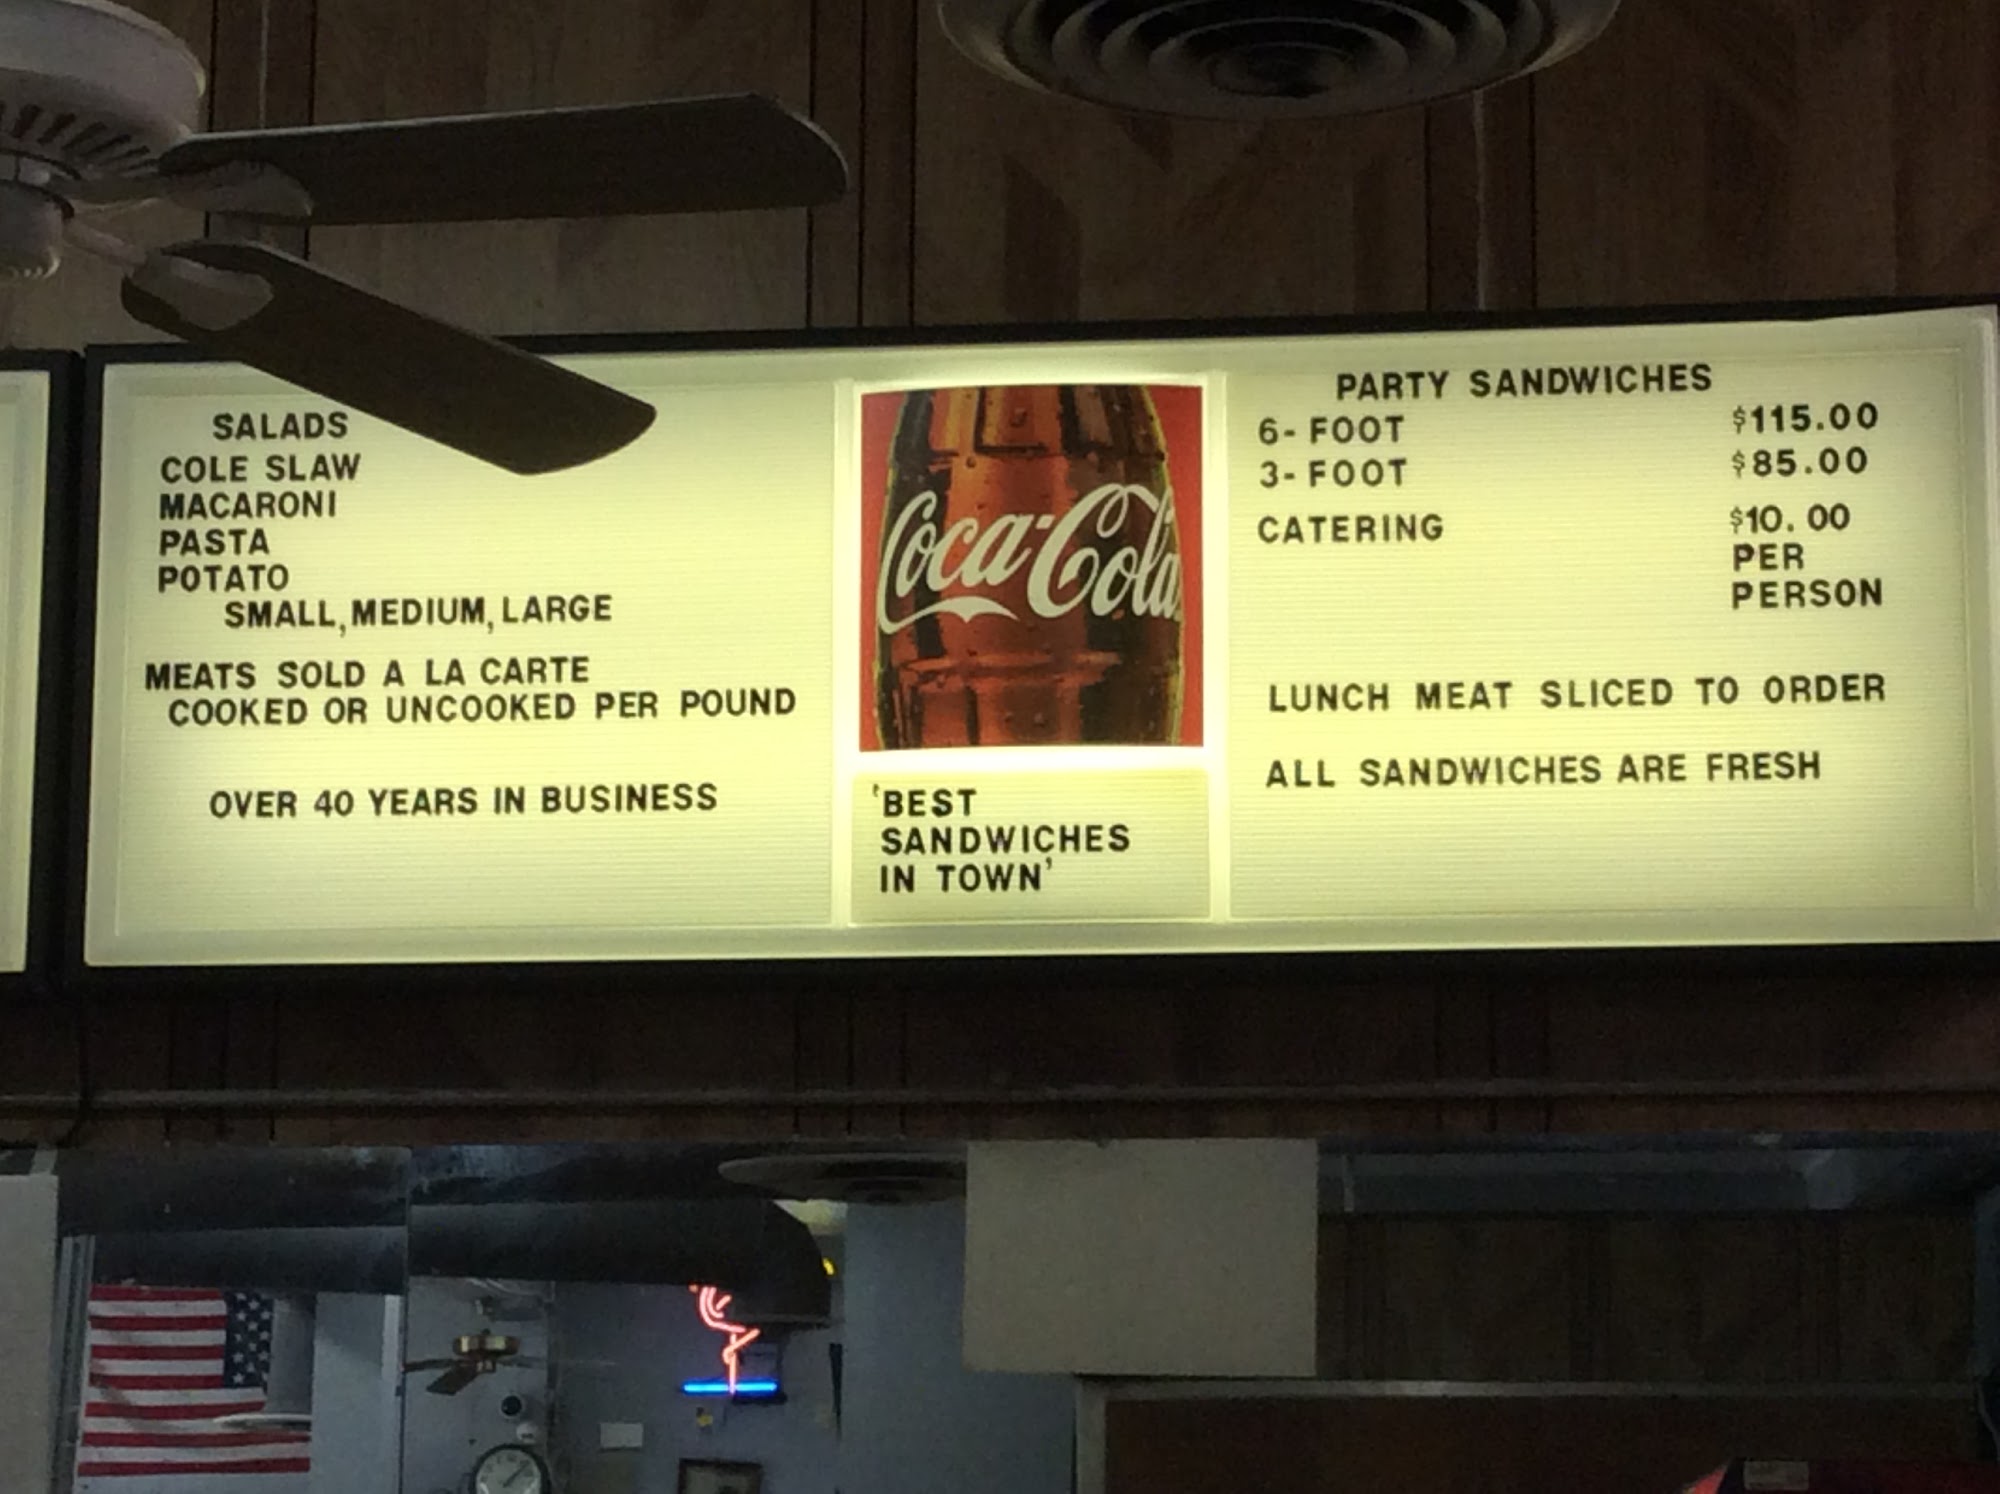 SALADS
COLE SLAW
MACARONI
PASTA
POTATO
SMALL, MEDIUM, LARGE
MEATS SOLD A LA CARTE
COOKED OR UNCOOKED PER POUND
OVER 40 YEARS IN BUSINESS
Coca-Cola
'BEST
SANDWICHES
IN TOWN'
PARTY SANDWICHES
6- FOOT $115.00
3- FOOT $85.00
CATERING $10.00
PER
PERSON
LUNCH MEAT SLICED TO ORDER
ALL SANDWICHES ARE FRESH